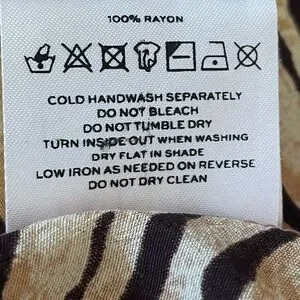 100% RAYON
COLD HANDWASH SEPARATELY
DO NOT BLEACH
DO NOT TUMBLE DRY
TURN INSIDE OUT WHEN WASHING
DRY FLAT IN SHADE
LOW IRON AS NEEDED ON REVERSE
DO NOT DRY CLEAN